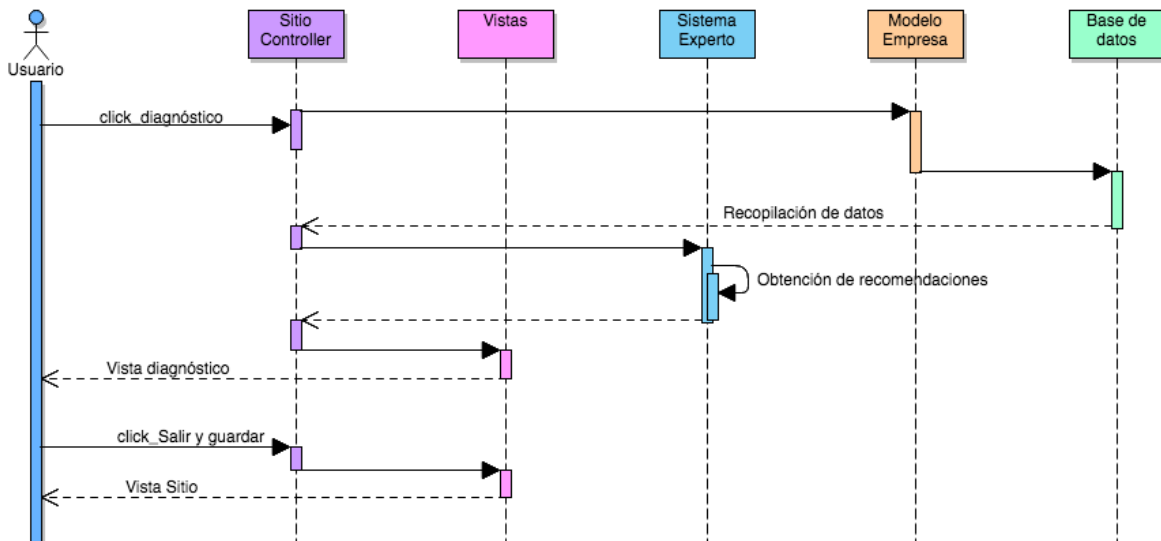 Usuario
Sitio
Controller
Vistas
Sistema
Experto
Modelo
Empresa
Base de
datos
click_diagnóstico
Recopilación de datos
Obtención de recomendaciones
Vista diagnóstico
click_Salir y guardar
Vista Sitio